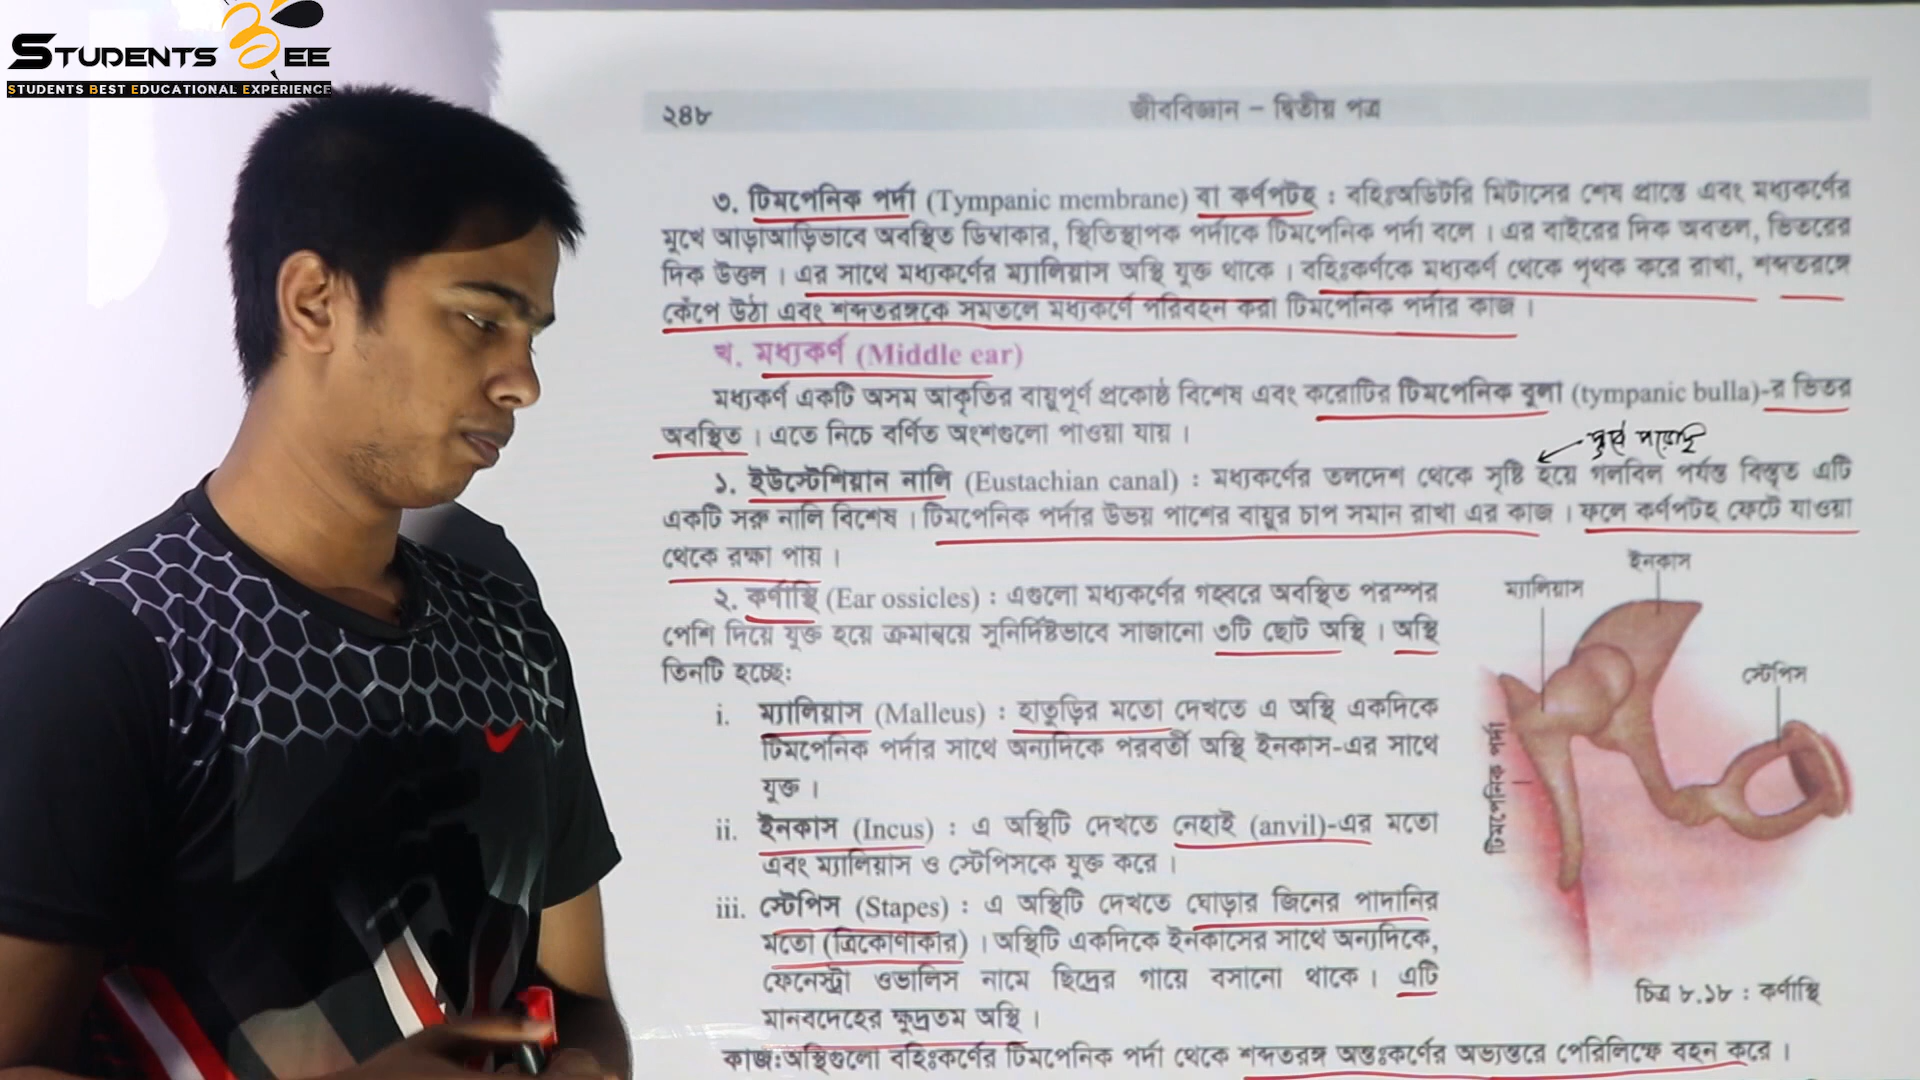 STUDENTS BEE
STUDENTS BEST EDUCATIONAL EXPERIENCE
২৪৮
জীববিজ্ঞান – দ্বিতীয় পত্র
৩. টিমপেনিক পর্দা (Tympanic membrane) বা কর্ণপটহ : বহিঃঅডিটরি মিটাসের শেষ প্রান্তে এবং মধ্যকর্ণের
মুখে আড়াআড়িভাবে অবস্থিত ডিম্বাকার, স্থিতিস্থাপক পর্দাকে টিমপেনিক পর্দা বলে । এর বাইরের দিক অবতল, ভিতরের
দিক উত্তল । এর সাথে মধ্যকর্ণের ম্যালিয়াস অস্থি যুক্ত থাকে । বহিঃকর্ণকে মধ্যকর্ণ থেকে পৃথক করে রাখা, শব্দতরঙ্গে
কেঁপে উঠা এবং শব্দতরঙ্গকে সমতলে মধ্যকর্ণে পরিবহন করা টিমপেনিক পর্দার কাজ ।
খ. মধ্যকর্ণ (Middle ear)
মধ্যকর্ণ একটি অসম আকৃতির বায়ুপূর্ণ প্রকোষ্ঠ বিশেষ এবং করোটির টিমপেনিক বুলা (tympanic bulla)-র ভিতর
অবস্থিত । এতে নিচে বর্ণিত অংশগুলো পাওয়া যায় ।
১. ইউস্টেশিয়ান নালি (Eustachian canal) : মধ্যকর্ণের তলদেশ থেকে সৃষ্টি হয়ে গলবিল পর্যন্ত বিস্তৃত এটি
একটি সরু নালি বিশেষ । টিমপেনিক পর্দার উভয় পাশের বায়ুর চাপ সমান রাখা এর কাজ । ফলে কর্ণপটহ ফেটে যাওয়া
থেকে রক্ষা পায় ।
২. কর্ণাস্থি (Ear ossicles) : এগুলো মধ্যকর্ণের গহ্বরে অবস্থিত পরস্পর
পেশি দিয়ে যুক্ত হয়ে ক্রমান্বয়ে সুনির্দিষ্টভাবে সাজানো ৩টি ছোট অস্থি । অস্থি
তিনটি হচ্ছে:
i. ম্যালিয়াস (Malleus) : হাতুড়ির মতো দেখতে এ অস্থি একদিকে
টিমপেনিক পর্দার সাথে অন্যদিকে পরবর্তী অস্থি ইনকাস-এর সাথে
যুক্ত ।
ii. ইনকাস (Incus) : এ অস্থিটি দেখতে নেহাই (anvil)-এর মতো
এবং ম্যালিয়াস ও স্টেপিসকে যুক্ত করে ।
iii. স্টেপিস (Stapes) : এ অস্থিটি দেখতে ঘোড়ার জিনের পাদানির
মতো (ত্রিকোণাকার) । অস্থিটি একদিকে ইনকাসের সাথে অন্যদিকে,
ফেনেস্ট্রা ওভালিস নামে ছিদ্রের গায়ে বসানো থাকে । এটি
মানবদেহের ক্ষুদ্রতম অস্থি ।
কাজ:অস্থিগুলো বহিঃকর্ণের টিমপেনিক পর্দা থেকে শব্দতরঙ্গ অন্তঃকর্ণের অভ্যন্তরে পেরিলিম্ফে বহন করে ।
ইনকাস
ম্যালিয়াস
স্টেপিস
টিমপেনিক পর্দা
চিত্র ৮.১৮ : কর্ণাস্থি